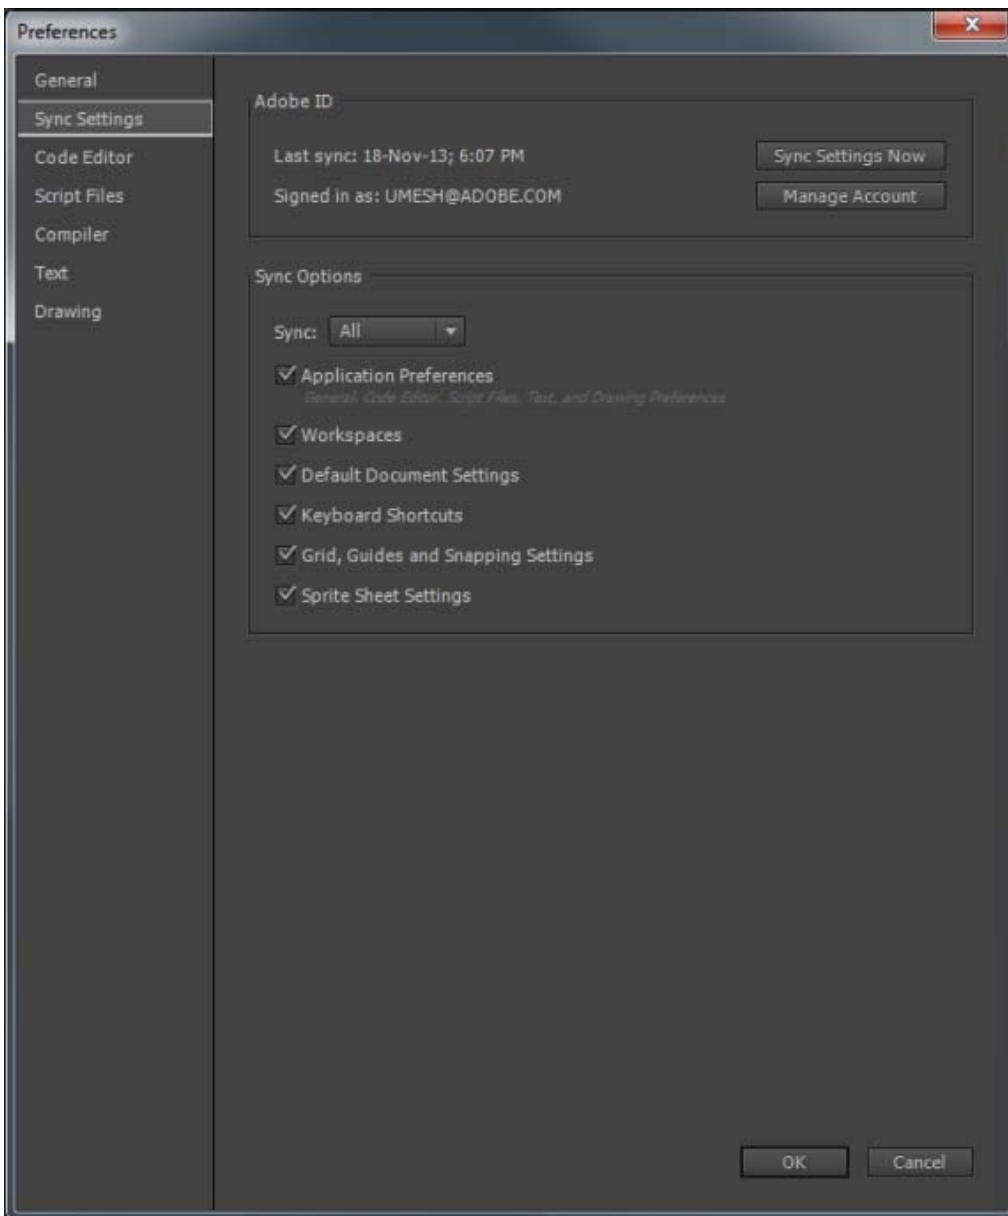 Preferences
General
Sync Settings
Code Editor
Script Files
Compiler
Text
Drawing
Adobe ID
Last sync: 18-Nov-13; 6:07 PM
Sync Settings Now
Signed in as: UMESH@ADOBE.COM
Manage Account
Sync Options
Sync: All
Application Preferences
General, Code Editor, Script Files, Text, and Drawing Preferences
Workspaces
Default Document Settings
Keyboard Shortcuts
Grid, Guides and Snapping Settings
Sprite Sheet Settings
OK
Cancel